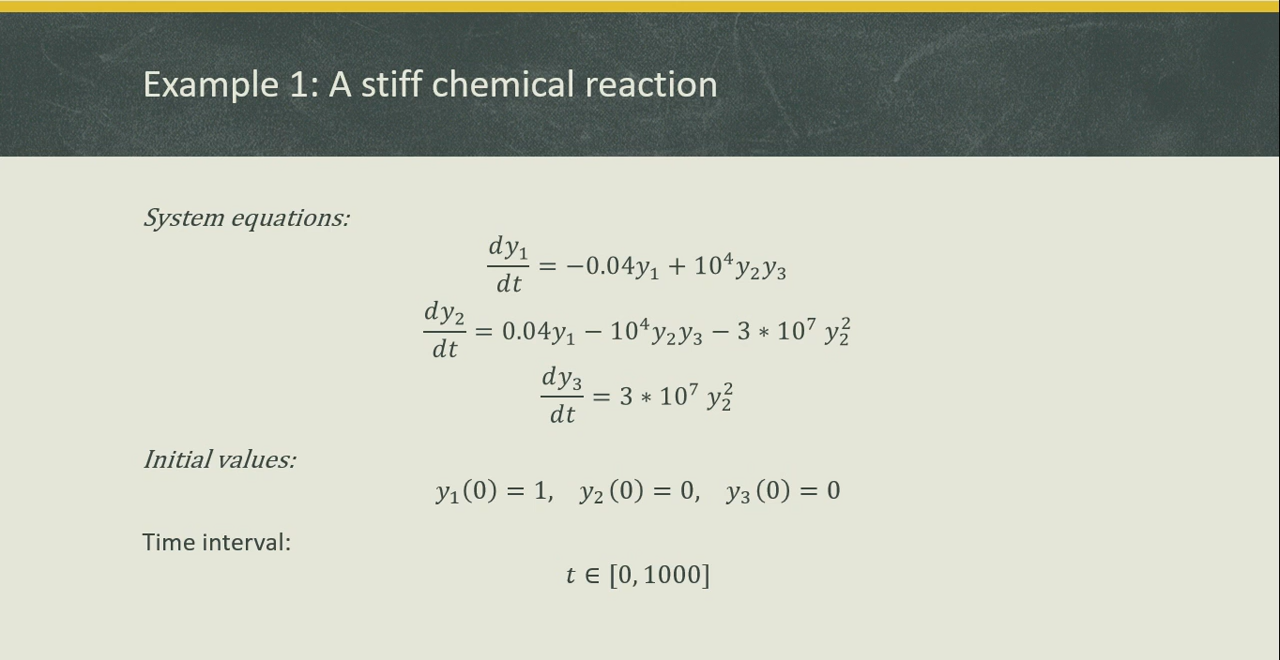 Example 1: A stiff chemical reaction
System equations:
dy₁/dt = −0.04y₁ + 10⁴y₂y₃
dy₂/dt = 0.04y₁ − 10⁴y₂y₃ − 3 ∗ 10⁷ y₂²
dy₃/dt = 3 ∗ 10⁷ y₂²
Initial values:
y₁(0) = 1, y₂(0) = 0, y₃(0) = 0
Time interval:
t ∈ [0, 1000]